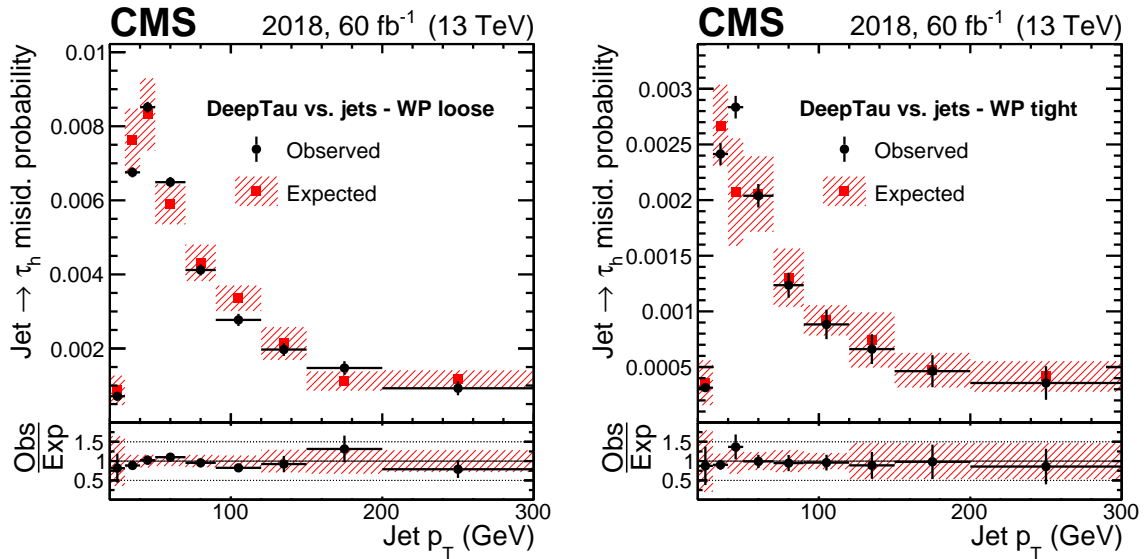 CMS 2018, 60 fb⁻¹ (13 TeV)
0.01
0.008
0.006
0.004
0.002
Jet → τh misid. probability
DeepTau vs. jets - WP loose
Observed
Expected
1.5
1
0.5
Obs
Exp
100 200 300
Jet pT (GeV)
CMS 2018, 60 fb⁻¹ (13 TeV)
0.003
0.0025
0.002
0.0015
0.001
0.0005
Jet → τh misid. probability
DeepTau vs. jets - WP tight
Observed
Expected
1.5
1
0.5
Obs
Exp
100 200 300
Jet pT (GeV)